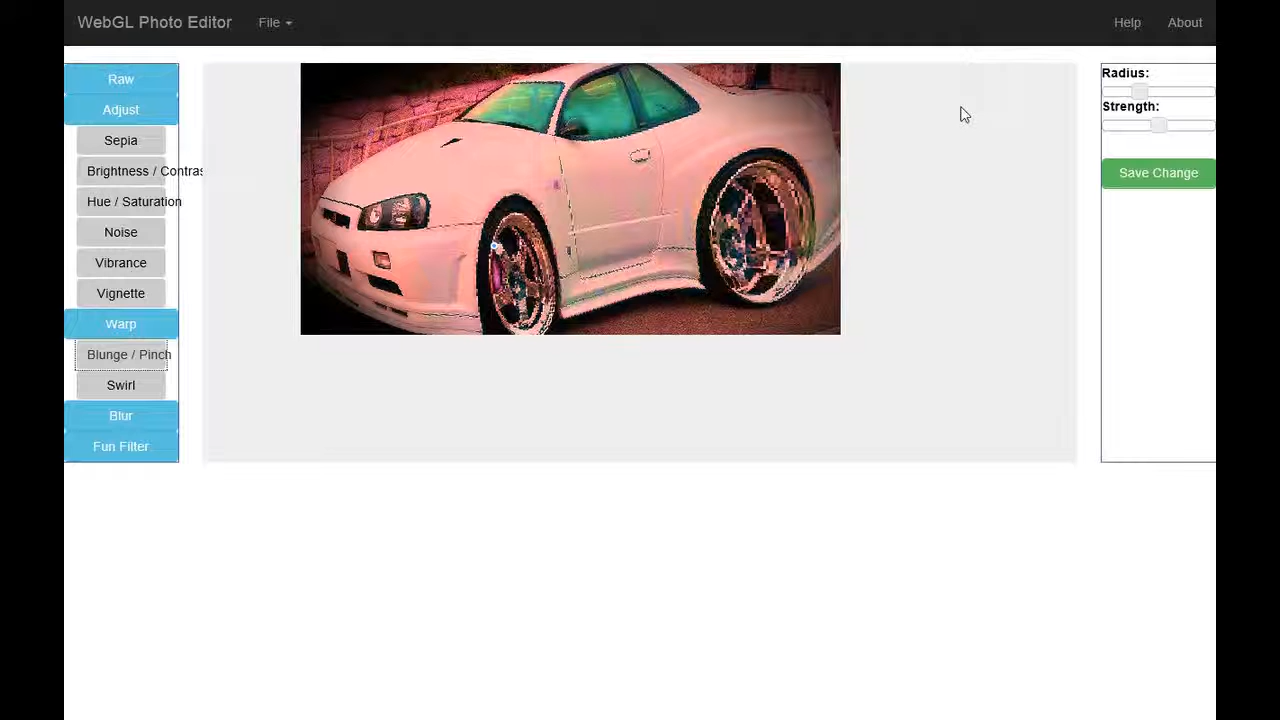 WebGL Photo Editor File Help About
Raw
Adjust
Sepia
Brightness / Contras
Hue / Saturation
Noise
Vibrance
Vignette
Warp
Blunge / Pinch
Swirl
Blur
Fun Filter
Radius:
Strength:
Save Change